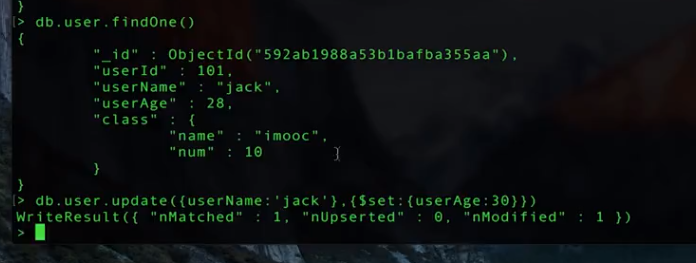 }
> db.user.findOne()
{
        "_id" : ObjectId("592ab1988a53b1bafba355aa"),
        "userId" : 101,
        "userName" : "jack",
        "userAge" : 28,
        "class" : {
                "name" : "imooc",
                "num" : 10
        }
}
> db.user.update({userName:'jack'},{$set:{userAge:30}})
WriteResult({ "nMatched" : 1, "nUpserted" : 0, "nModified" : 1 })
>